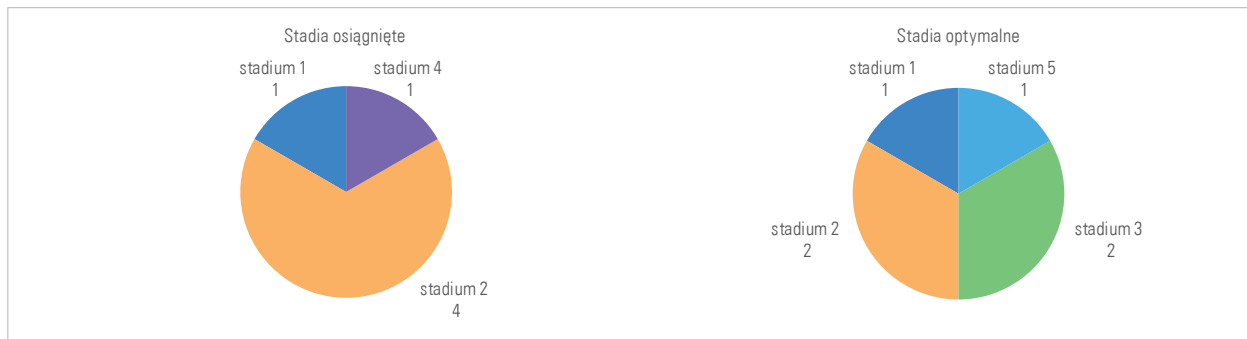 Stadia osiągnięte
stadium 1
1
stadium 4
1
stadium 2
4
Stadia optymalne
stadium 1
1
stadium 5
1
stadium 2
2
stadium 3
2